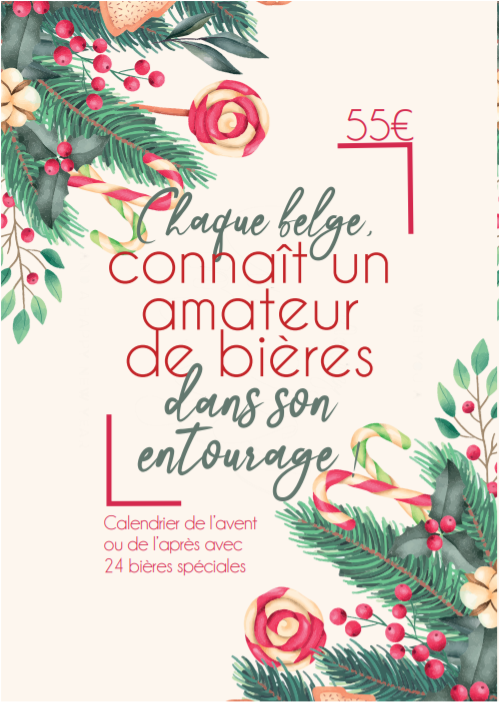 55€
Chaque belge,
connaît un
amateur
de bières
dans son
entourage !
Calendrier de l'avent
ou de l'après avec
24 bières spéciales